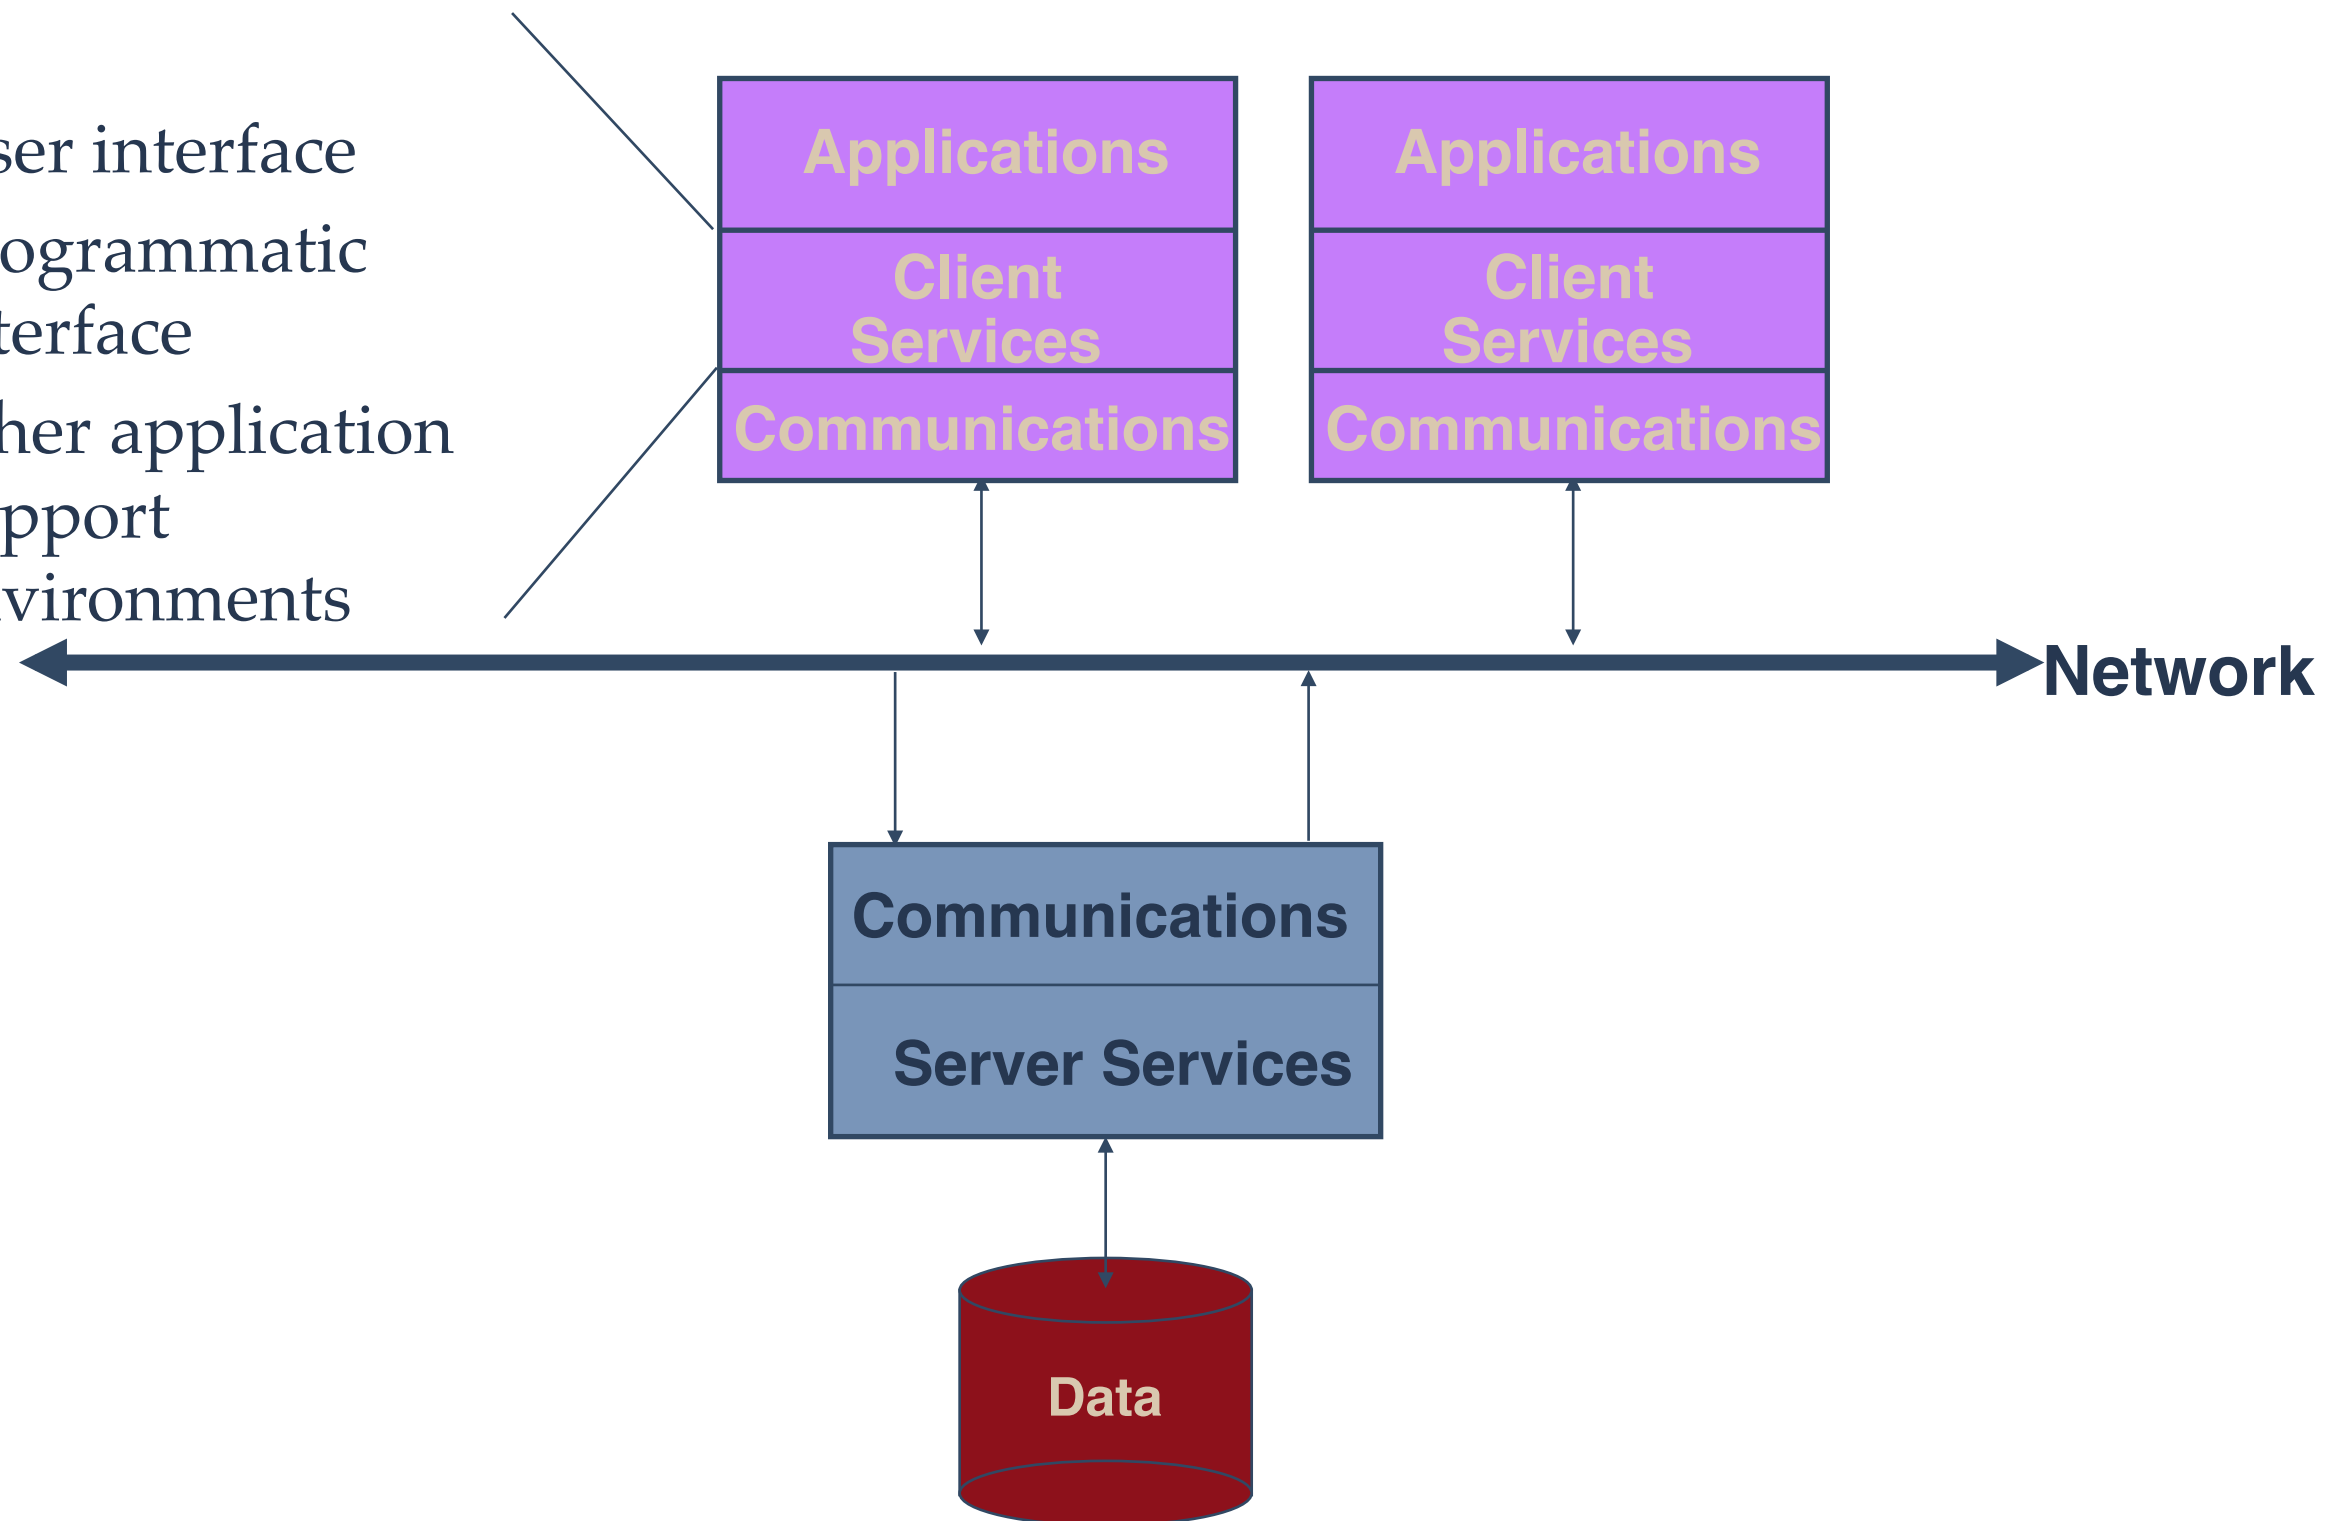 ser interface
ogrammatic
terface
her application
pport
vironments
Applications
Client
Services
Communications
Applications
Client
Services
Communications
Network
Communications
Server Services
Data